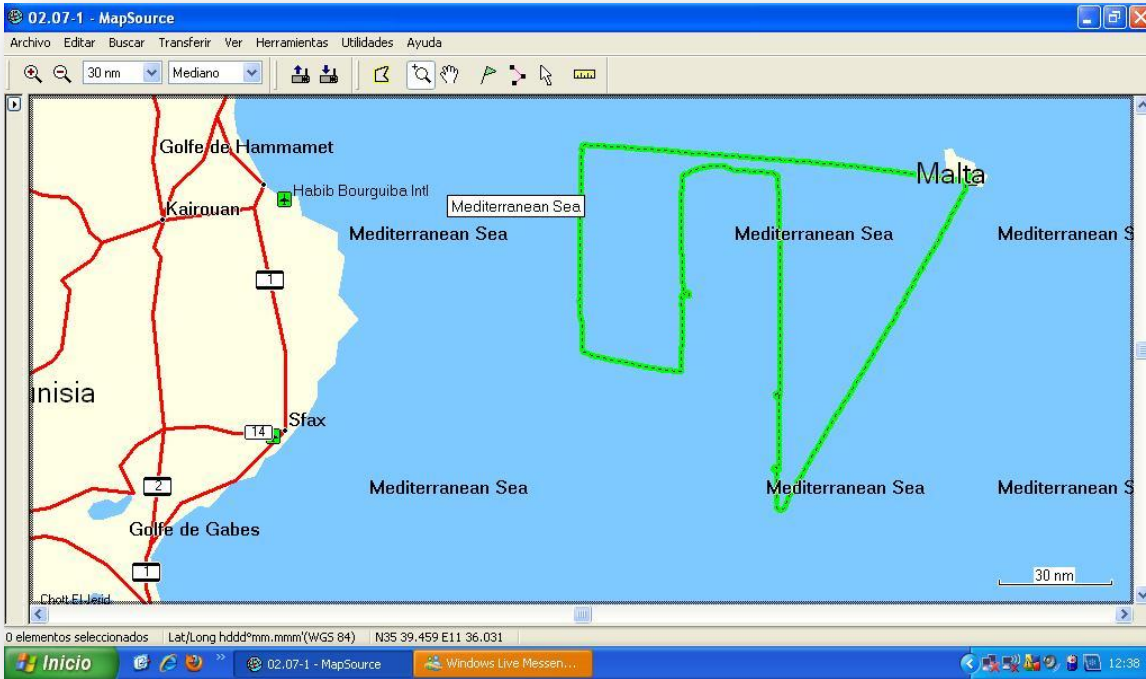 02.07-1 - MapSource
Archivo Editar Buscar Transferir Ver Herramientas Utilidades Ayuda
30 nm Mediano
Golfe de Hammamet
Malta
Habib Bourguiba Intl
Kairouan
Mediterranean Sea
Mediterranean Sea
Mediterranean Sea
Mediterranean S
1
unisia
Sfax
14
2
Mediterranean Sea
Mediterranean Sea
Mediterranean S
Golfe de Gabes
1
30 nm
Chott El Jerid
0 elementos seleccionados Lat/Long hddd°mm.mmm'(WGS 84) N35 39.459 E11 36.031
Inicio 02.07-1 - MapSource Windows Live Messen... 12:38